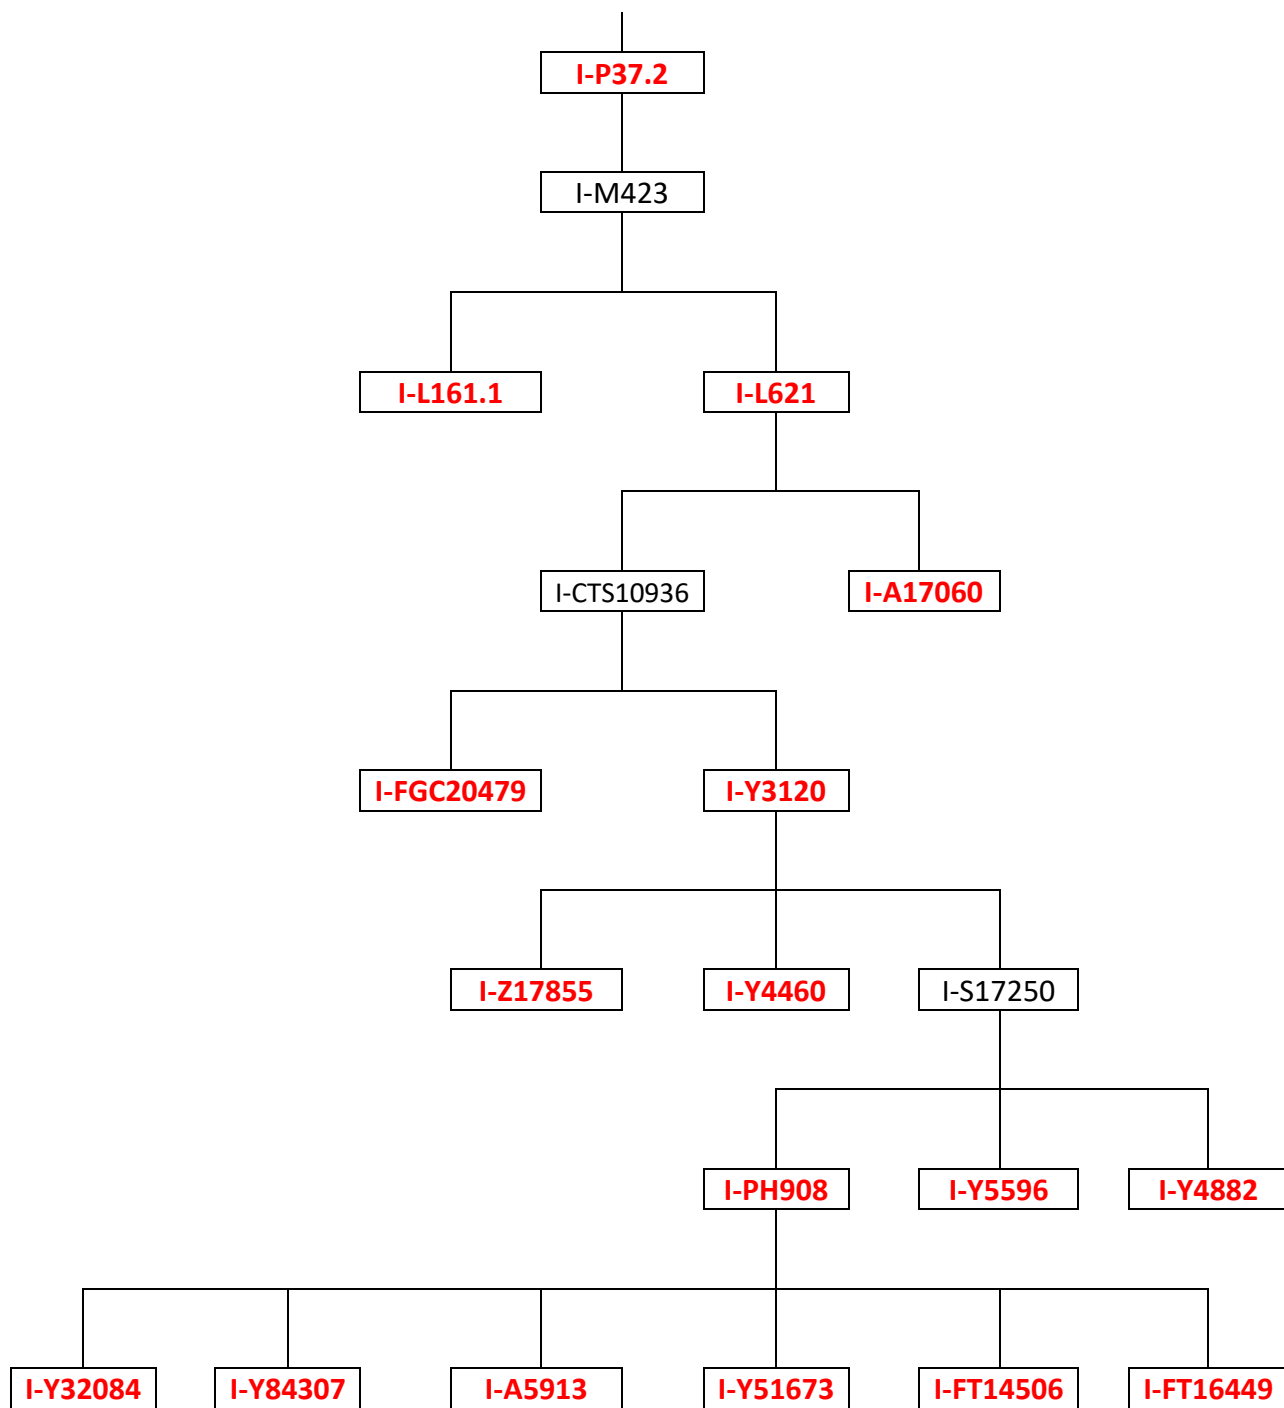 I-P37.2
I-M423
I-L161.1
I-L621
I-CTS10936
I-A17060
I-FGC20479
I-Y3120
I-Z17855
I-Y4460
I-S17250
I-PH908
I-Y5596
I-Y4882
I-Y32084
I-Y84307
I-A5913
I-Y51673
I-FT14506
I-FT16449